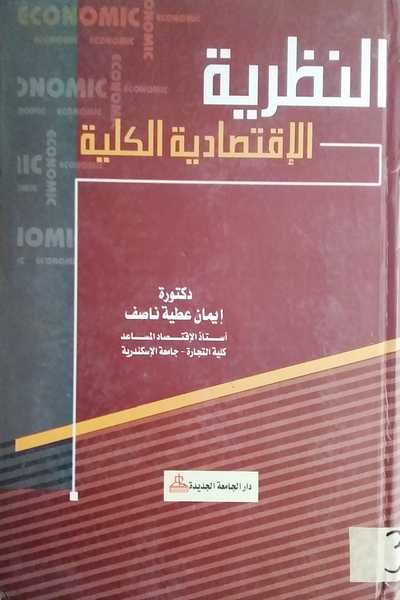 ECONOMIC
ECONOMIC
ECONOMIC
ECONOMIC
ECONOMIC
النظرية
الإقتصادية الكلية
دكتورة
إيمان عطية ناصف
أستاذ الإقتصاد المساعد
كلية التجارة - جامعة الإسكندرية
دار الجامعة الجديدة
3